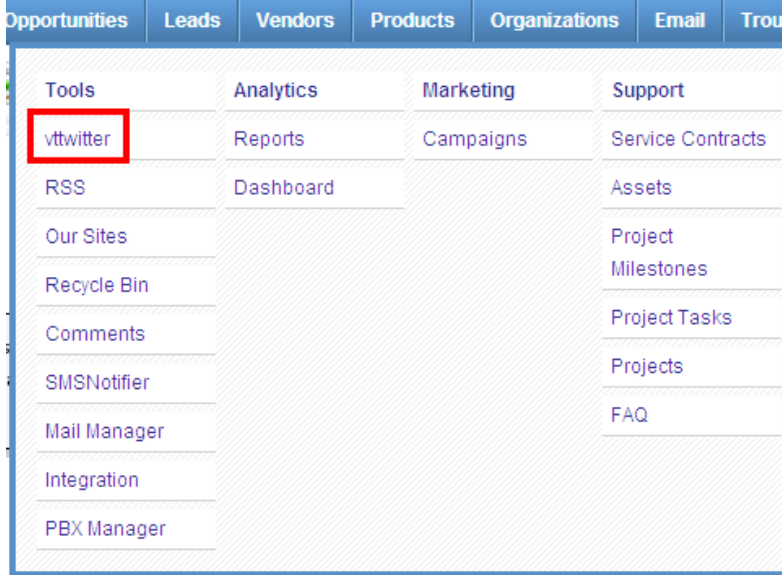 Opportunities Leads Vendors Products Organizations Email Trou
Tools
vttwitter
RSS
Our Sites
Recycle Bin
Comments
SMSNotifier
Mail Manager
Integration
PBX Manager
Analytics
Reports
Dashboard
Marketing
Campaigns
Support
Service Contracts
Assets
Project
Milestones
Project Tasks
Projects
FAQ